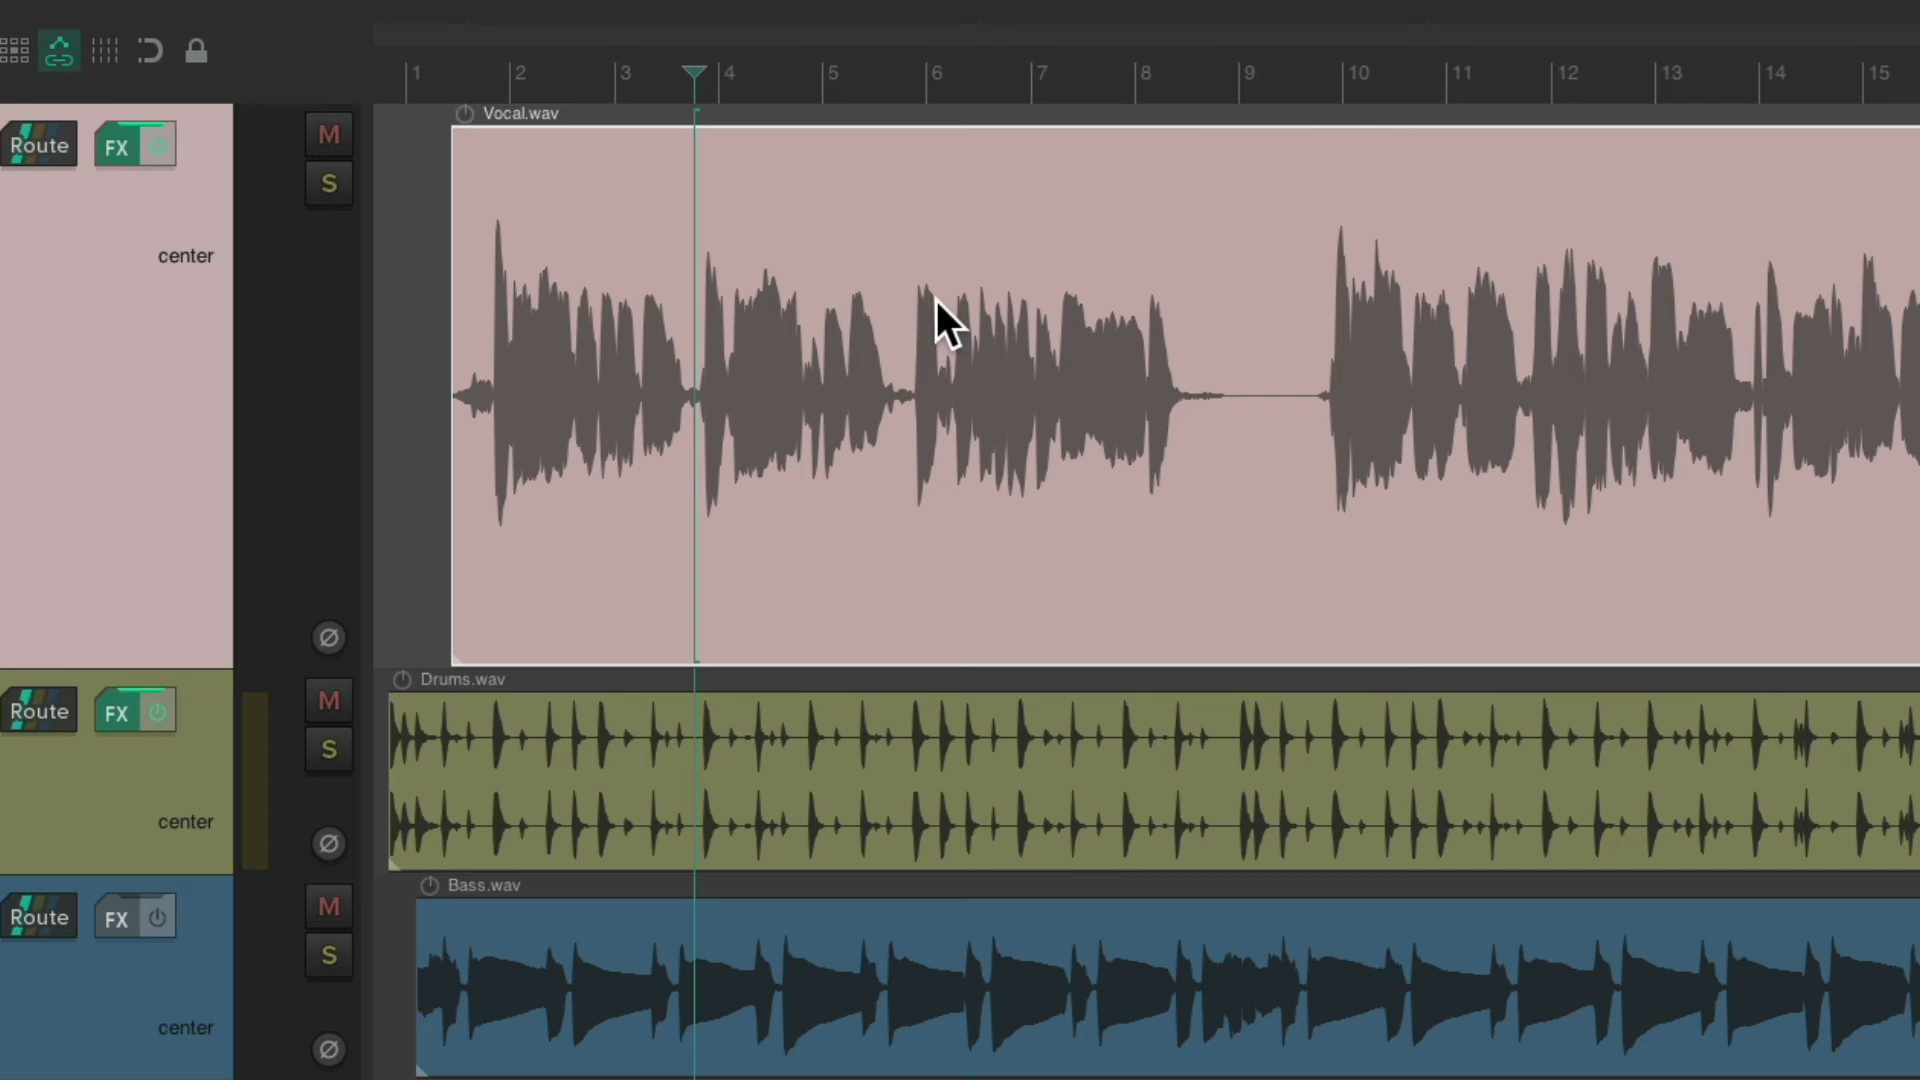 1 2 3 4 5 6 7 8 9 10 11 12 13 14 15
Vocal.wav
Route FX M
S
center
Drums.wav
Route FX M
S
center
Bass.wav
Route FX M
S
center